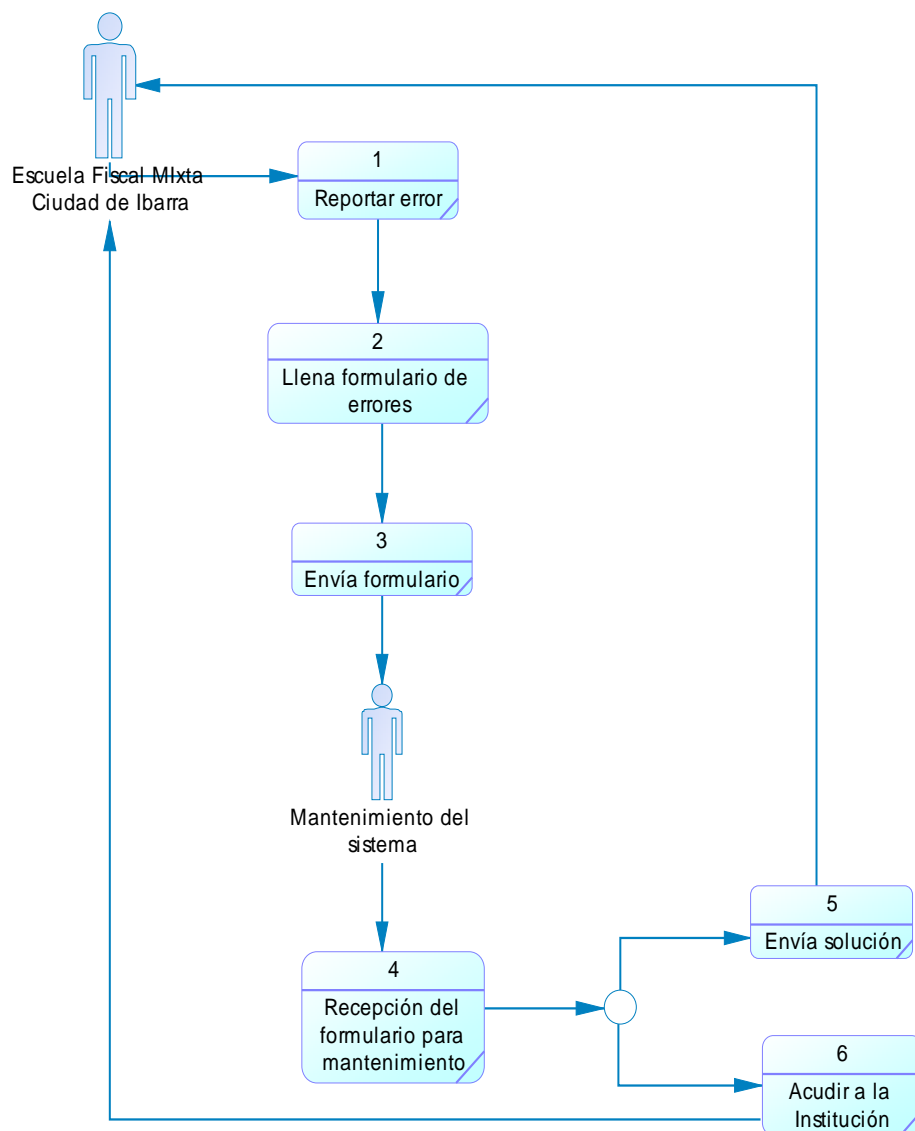 Escuela Fiscal MIxta
Ciudad de Ibarra
1
Reportar error
2
Llena formulario de
errores
3
Envía formulario
Mantenimiento del
sistema
4
Recepción del
formulario para
mantenimiento
5
Envía solución
6
Acudir a la
Institución